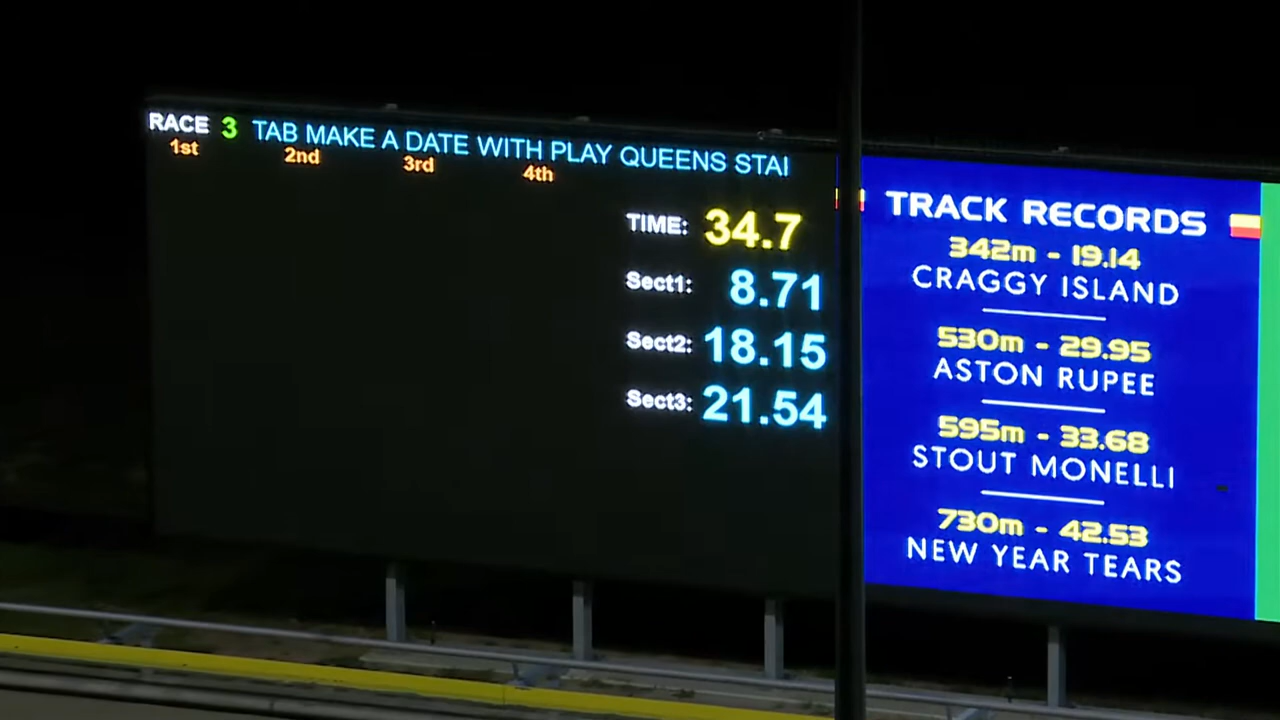 RACE 3 TAB MAKE A DATE WITH PLAY QUEENS STAI
1st 2nd 3rd 4th
TIME: 34.7
Sect1: 8.71
Sect2: 18.15
Sect3: 21.54
TRACK RECORDS
342m - 19.14
CRAGGY ISLAND
530m - 29.95
ASTON RUPEE
595m - 33.68
STOUT MONELLI
730m - 42.53
NEW YEAR TEARS